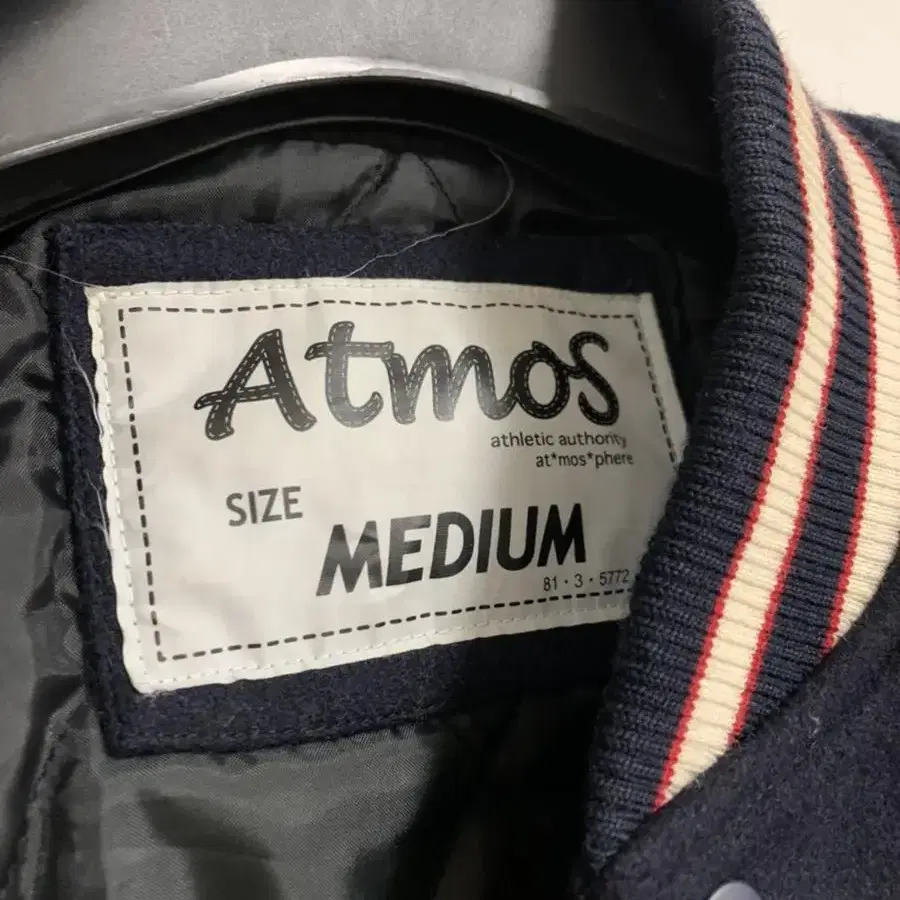 Atmos
athletic authority
at*mos*phere
SIZE
MEDIUM
81・3・5772